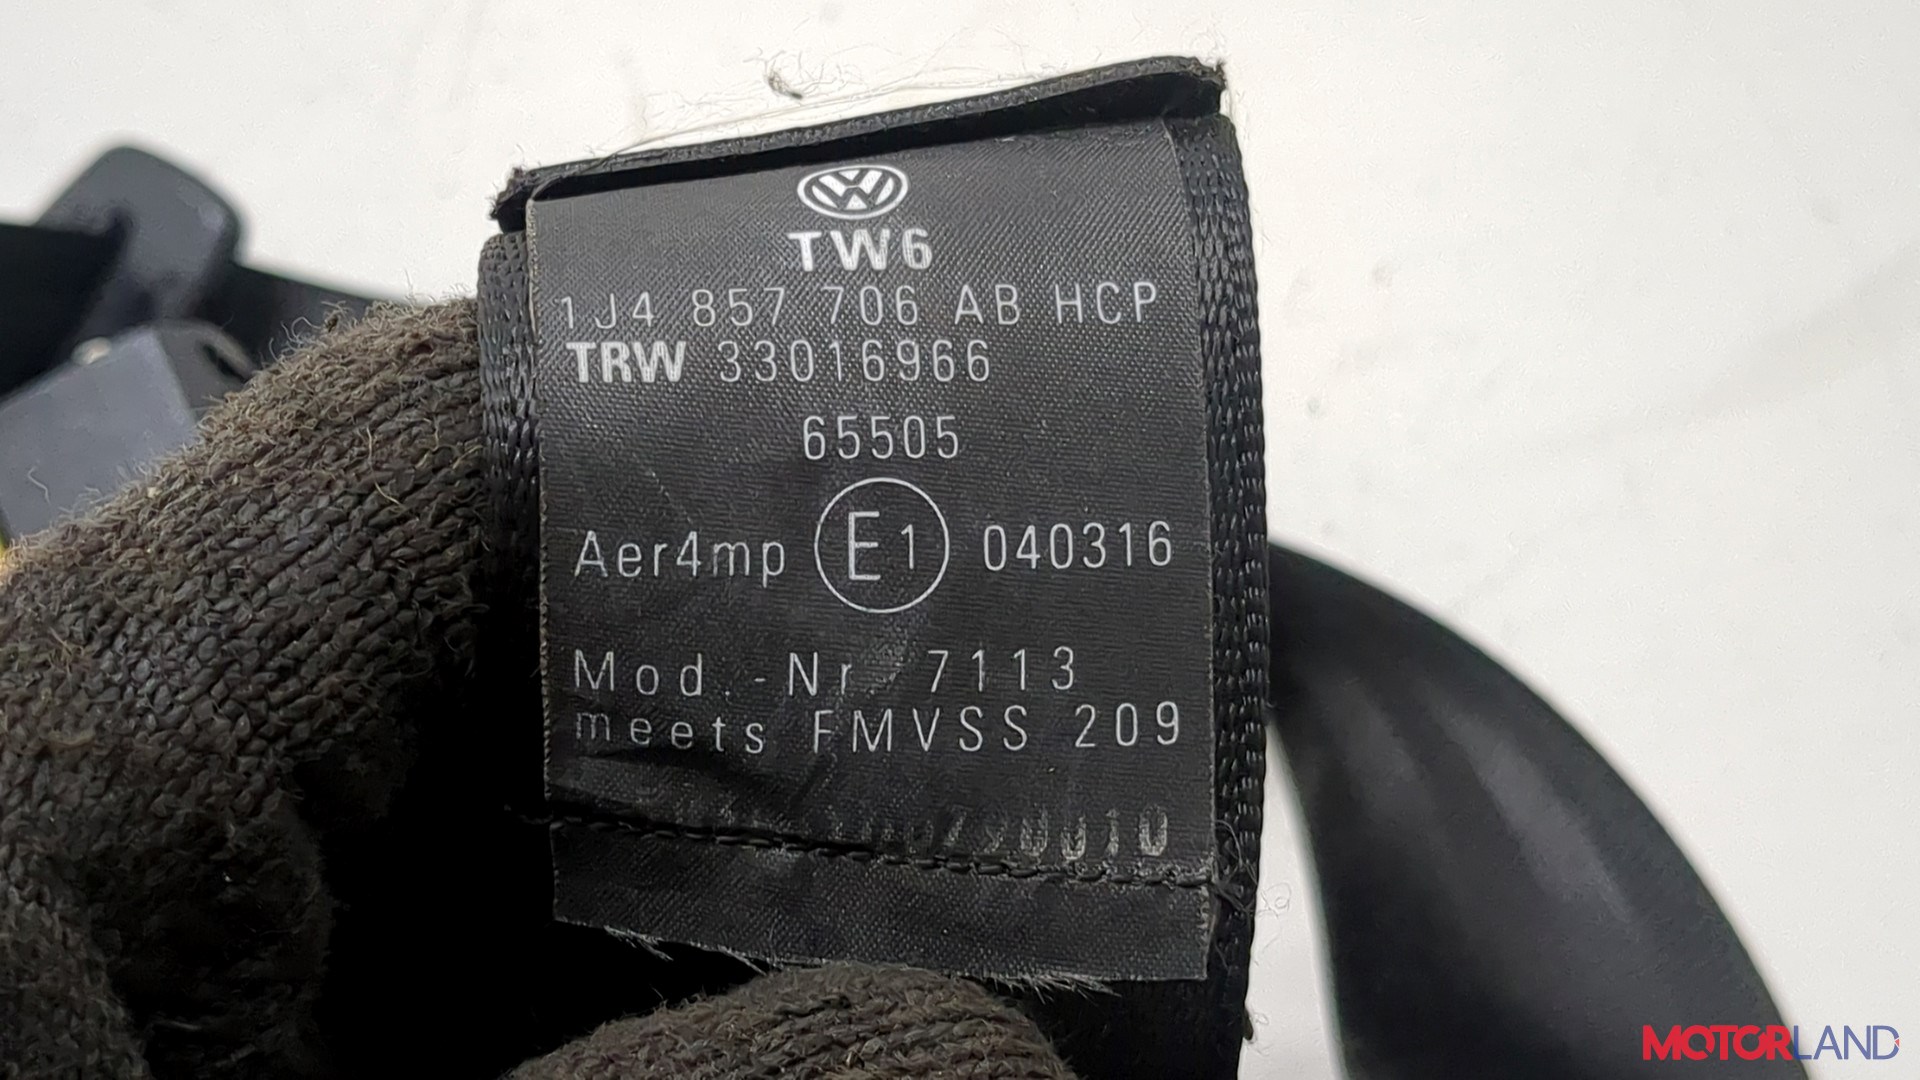 TW6
1J4 857 706 AB HCP
TRW 33016966
65505
Aer4mp E1 040316
Mod.-Nr. 7113
meets FMVSS 209
MOTORLAND